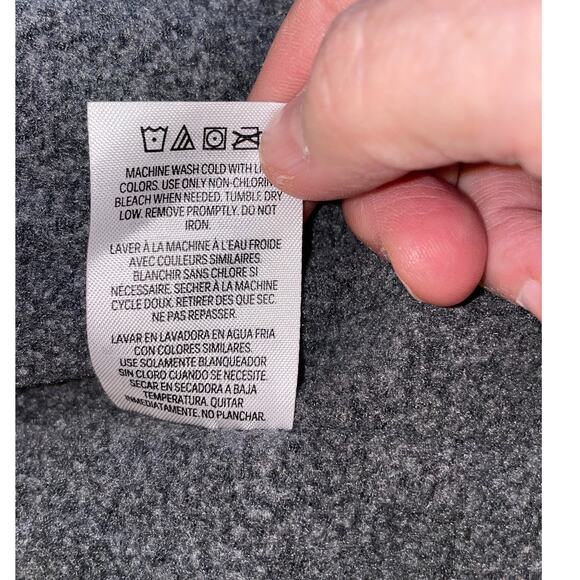 MACHINE WASH COLD WITH
COLORS. USE ONLY NON-CHLORIN
BLEACH WHEN NEEDED. TUMBLE DRY
LOW. REMOVE PROMPTLY. DO NOT
IRON.
LAVER À LA MACHINE À L'EAU FROIDE
AVEC COULEURS SIMILAIRES.
BLANCHIR SANS CHLORE SI
NÉCESSAIRE. SECHER À LA MACHINE
CYCLE DOUX. RETIRER DES QUE SEC.
NE PAS REPASSER.
LAVAR EN LAVADORA EN AGUA FRIA
CON COLORES SIMILARES.
USE SOLAMENTE BLANQUEADOR
SIN CLORO CUANDO SE NECESITE.
SECAR EN SECADORA A BAJA
TEMPERATURA. QUITAR
INMEDIATAMENTE. NO PLANCHAR.